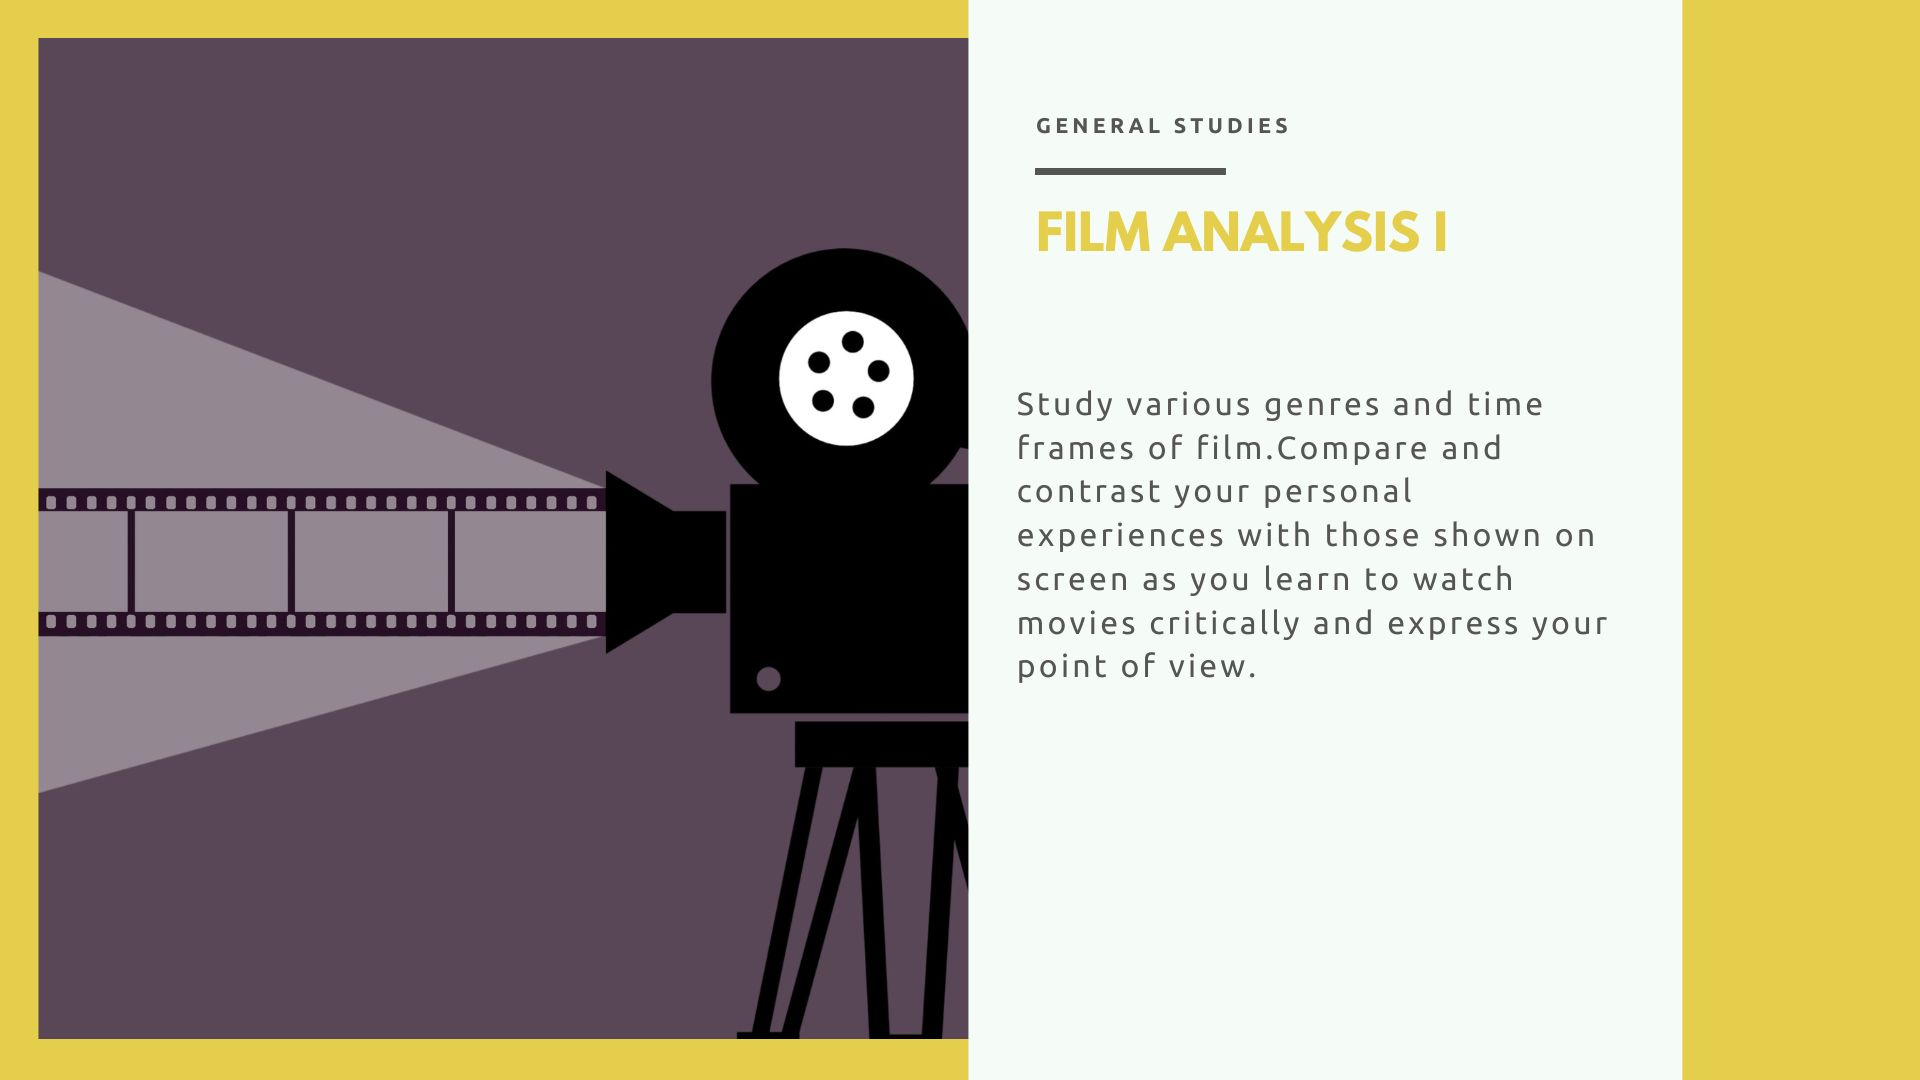 GENERAL STUDIES
FILM ANALYSIS I
Study various genres and time
frames of film.Compare and
contrast your personal
experiences with those shown on
screen as you learn to watch
movies critically and express your
point of view.